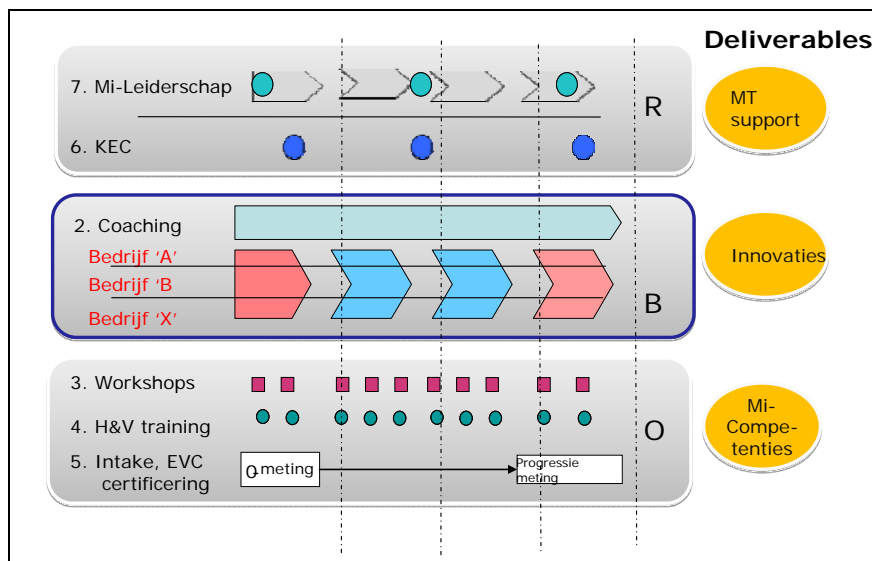 Deliverables
7. Mi-Leiderschap
R
MT
support
6. KEC
2. Coaching
Bedrijf ‘A’
Bedrijf ‘B
Bedrijf ‘X’
B
Innovaties
3. Workshops
4. H&V training
O
5. Intake, EVC
certificering
0-meting
Progressie
meting
Mi-
Compe-
tenties